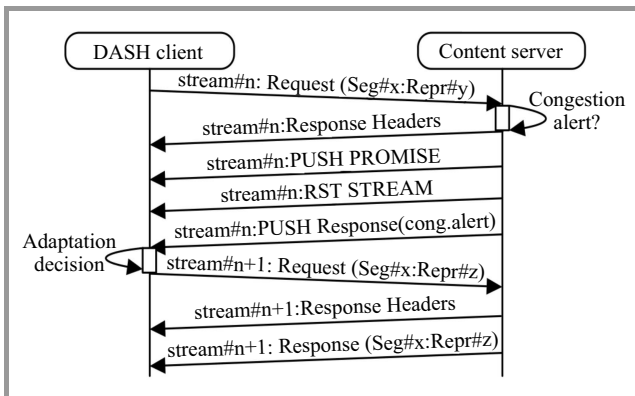 DASH client
Content server
stream#n: Request (Seg#x:Repr#y)
Congestion
alert?
stream#n:Response Headers
stream#n:PUSH PROMISE
stream#n:RST STREAM
stream#n:PUSH Response(cong.alert)
Adaptation
decision
stream#n+1: Request (Seg#x:Repr#z)
stream#n+1:Response Headers
stream#n+1: Response (Seg#x:Repr#z)